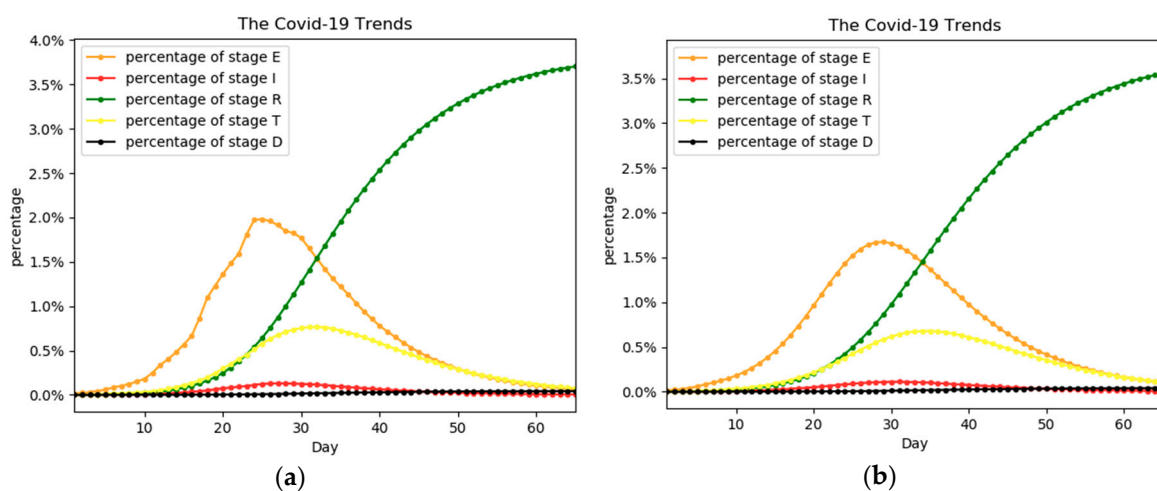 The Covid-19 Trends
4.0%
3.5%
3.0%
2.5%
2.0%
1.5%
1.0%
0.5%
0.0%
percentage
percentage of stage E
percentage of stage I
percentage of stage R
percentage of stage T
percentage of stage D
10 20 30 40 50 60
Day
(a)
The Covid-19 Trends
3.5%
3.0%
2.5%
2.0%
1.5%
1.0%
0.5%
0.0%
percentage
percentage of stage E
percentage of stage I
percentage of stage R
percentage of stage T
percentage of stage D
10 20 30 40 50 60
Day
(b)